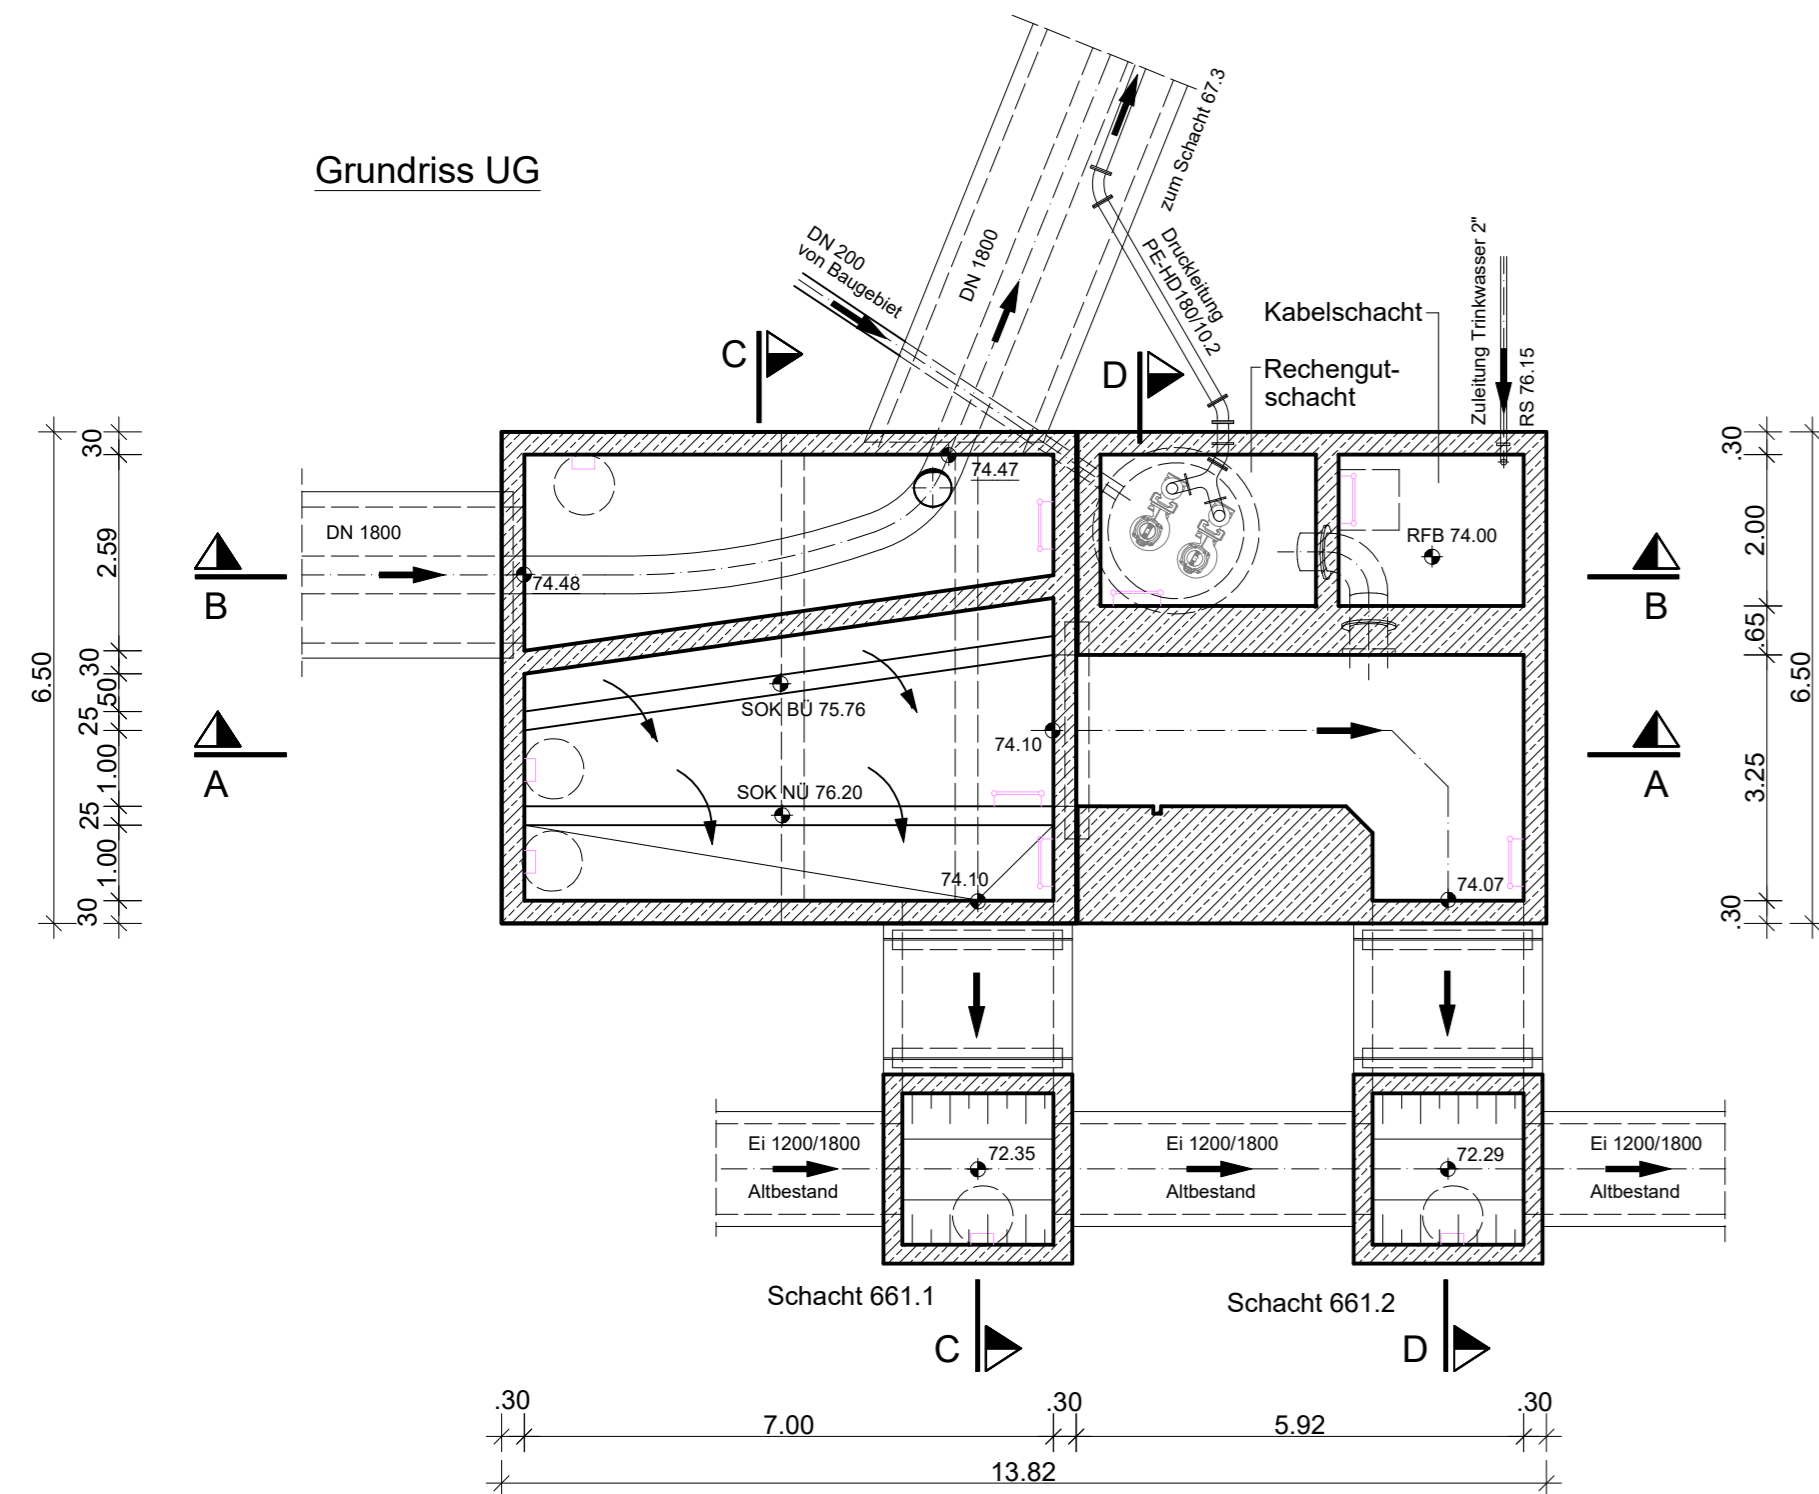 Grundriss UG
zum Schacht 67.3
DN 1800
DN 200
von Baugebiet
Druckleitung
PE-HD180/10.2
Zuleitung Trinkwasser 2"
RS 76.15
Kabelschacht
Rechengut-
schacht
C
D
74.47
DN 1800
74.48
RFB 74.00
B
B
SOK BÜ 75.76
74.10
A
A
SOK NÜ 76.20
74.10
74.07
.30
2.59
.30
.50
.25
1.00
.25
1.00
.30
6.50
.30
2.00
.65
3.25
.30
6.50
Ei 1200/1800
Altbestand
72.35
Ei 1200/1800
Altbestand
72.29
Ei 1200/1800
Altbestand
Schacht 661.1
Schacht 661.2
C
D
.30
7.00
.30
5.92
.30
13.82